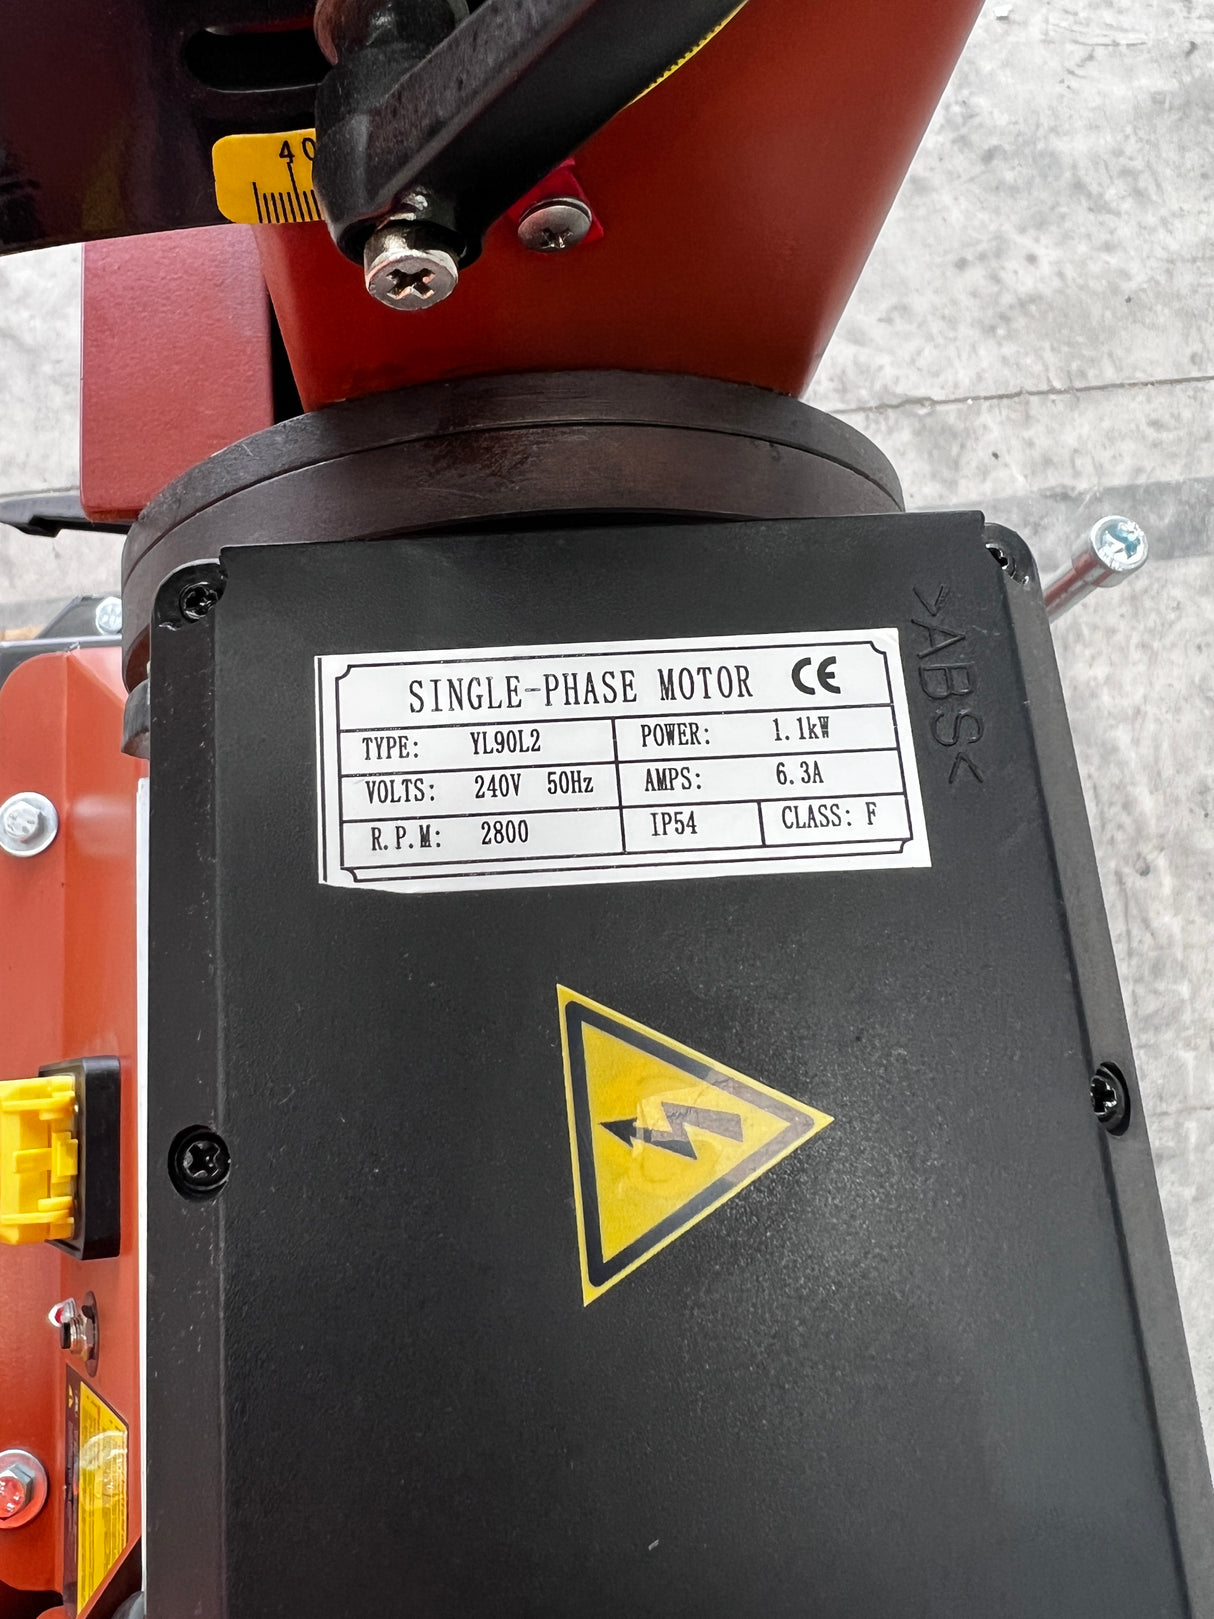 40
SINGLE-PHASE MOTOR CE
TYPE: YL90L2 POWER: 1.1kW
VOLTS: 240V 50Hz AMPS: 6.3A
R.P.M: 2800 IP54 CLASS: F
>ABS<